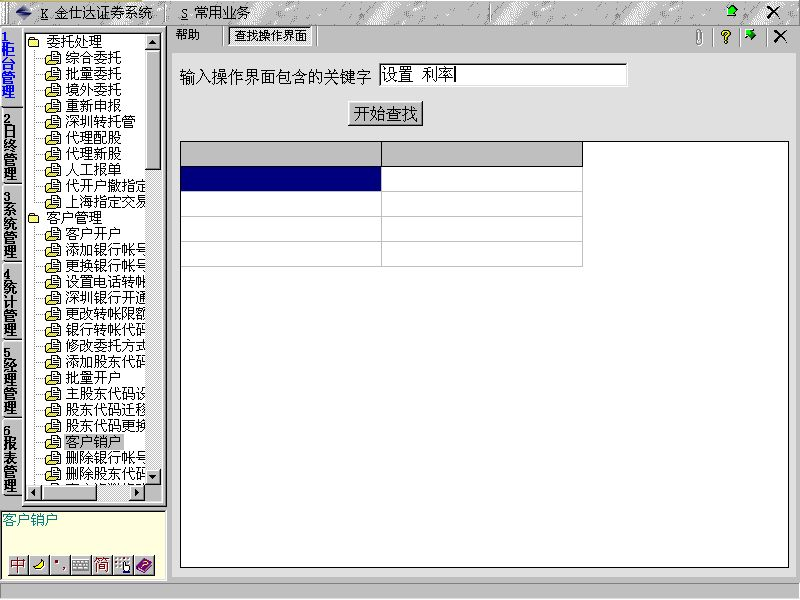 K 金仕达证券系统 S 常用业务
帮助 查找操作界面
1柜台管理
2日终管理
3系统管理
4统计管理
5经理管理
6报表管理
委托处理
综合委托
批量委托
境外委托
重新申报
深圳转托管
代理配股
代理新股
人工报单
代开户撤指定
上海指定交易
客户管理
客户开户
添加银行帐号
更换银行帐号
设置电话转帐
深圳银行开通
更改转帐限额
银行转帐代码
修改委托方式
添加股东代码
批量开户
主股东代码设
股东代码迁移
股东代码更换
客户销户
删除银行帐号
删除股东代码
输入操作界面包含的关键字 设置 利率
开始查找
客户销户
中 简